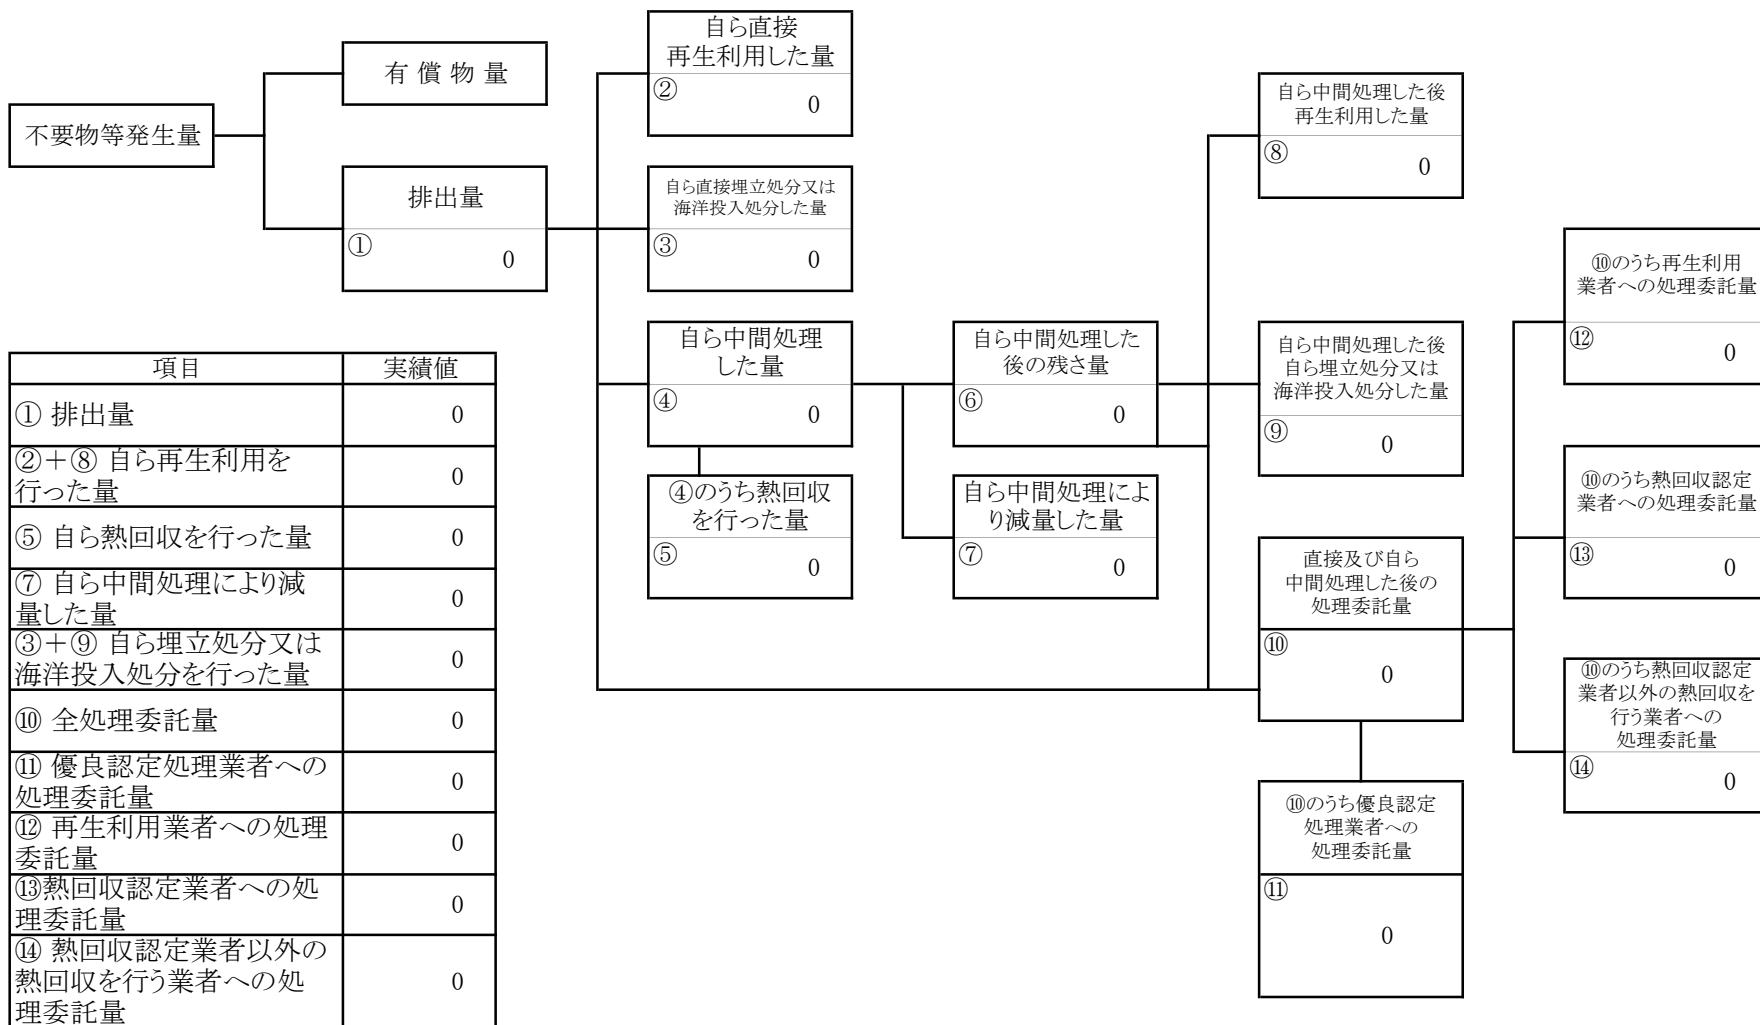 不要物等発生量
有 償 物 量
排出量
①
0
自ら直接
再生利用した量
②
0
自ら直接埋立処分又は
海洋投入処分した量
③
0
自ら中間処理
した量
④
0
④のうち熱回収
を行った量
⑤
0
自ら中間処理した
後の残さ量
⑥
0
自ら中間処理によ
り減量した量
⑦
0
自ら中間処理した後
再生利用した量
⑧
0
自ら中間処理した後
自ら埋立処分又は
海洋投入処分した量
⑨
0
直接及び自ら
中間処理した後の
処理委託量
⑩
0
⑩のうち優良認定
処理業者への
処理委託量
⑪
0
⑩のうち再生利用
業者への処理委託量
⑫
0
⑩のうち熱回収認定
業者への処理委託量
⑬
0
⑩のうち熱回収認定
業者以外の熱回収を
行う業者への
処理委託量
⑭
0
項目 実績値
① 排出量 0
②+⑧ 自ら再生利用を
行った量 0
⑤ 自ら熱回収を行った量 0
⑦ 自ら中間処理により減
量した量 0
③+⑨ 自ら埋立処分又は
海洋投入処分を行った量 0
⑩ 全処理委託量 0
⑪ 優良認定処理業者への
処理委託量 0
⑫ 再生利用業者への処理
委託量 0
⑬熱回収認定業者への処
理委託量 0
⑭ 熱回収認定業者以外の
熱回収を行う業者への処
理委託量 0